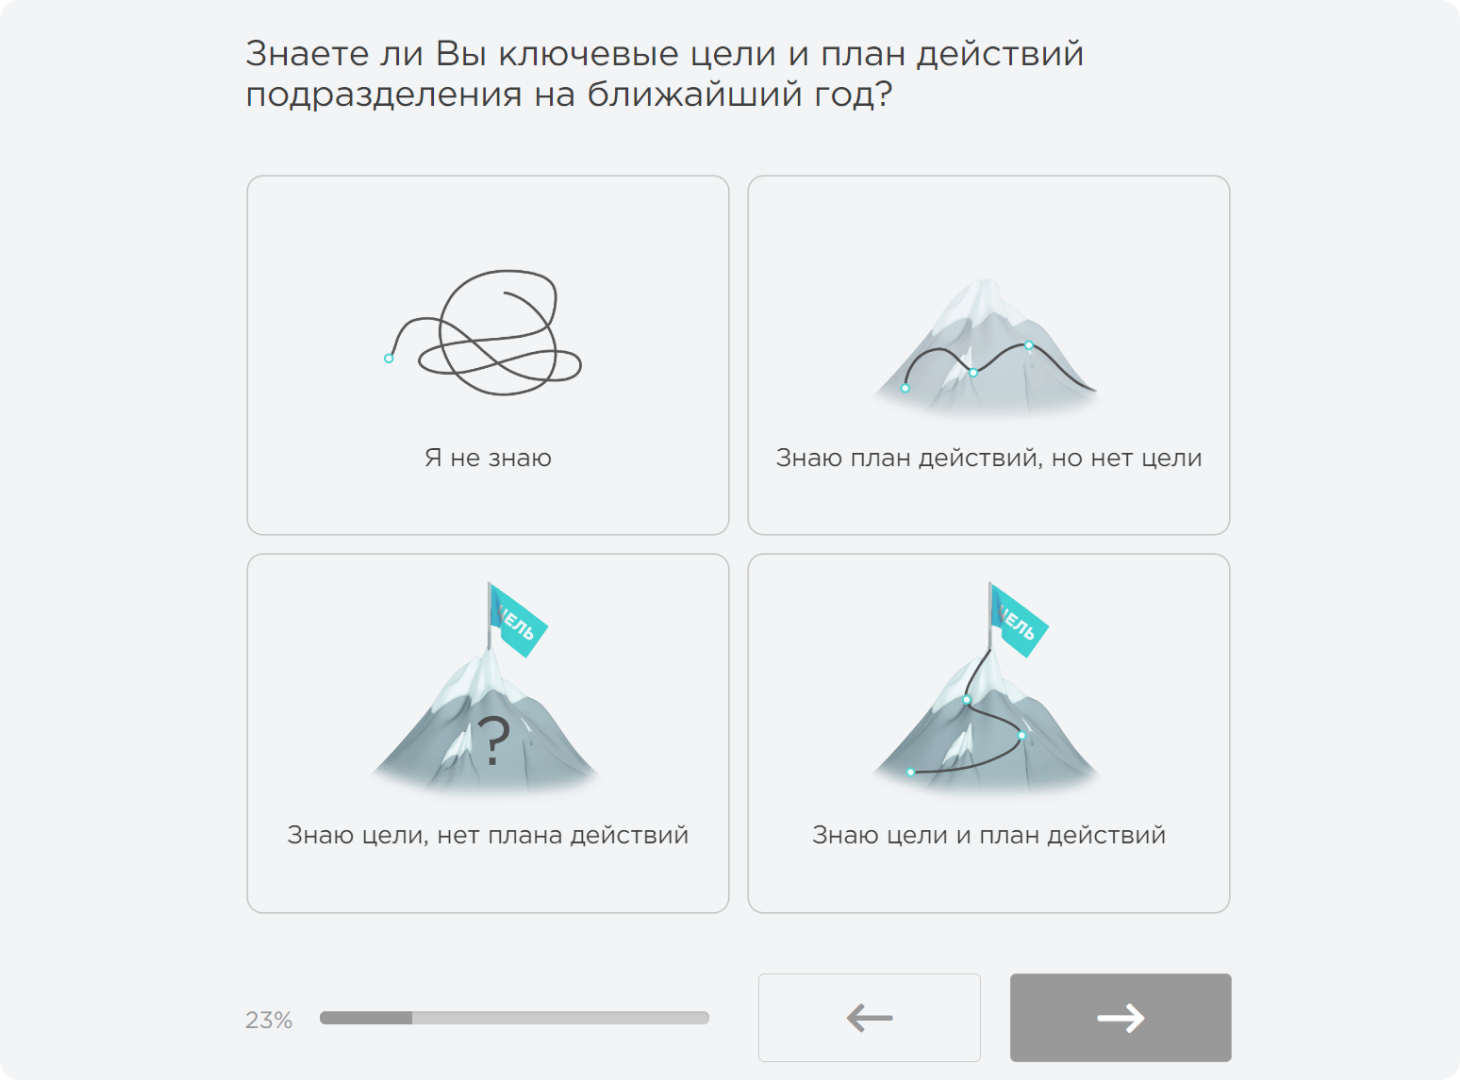 Знаете ли Вы ключевые цели и план действий
подразделения на ближайший год?
Я не знаю
Знаю план действий, но нет цели
ЦЕЛЬ
?
Знаю цели, нет плана действий
ЦЕЛЬ
Знаю цели и план действий
23%